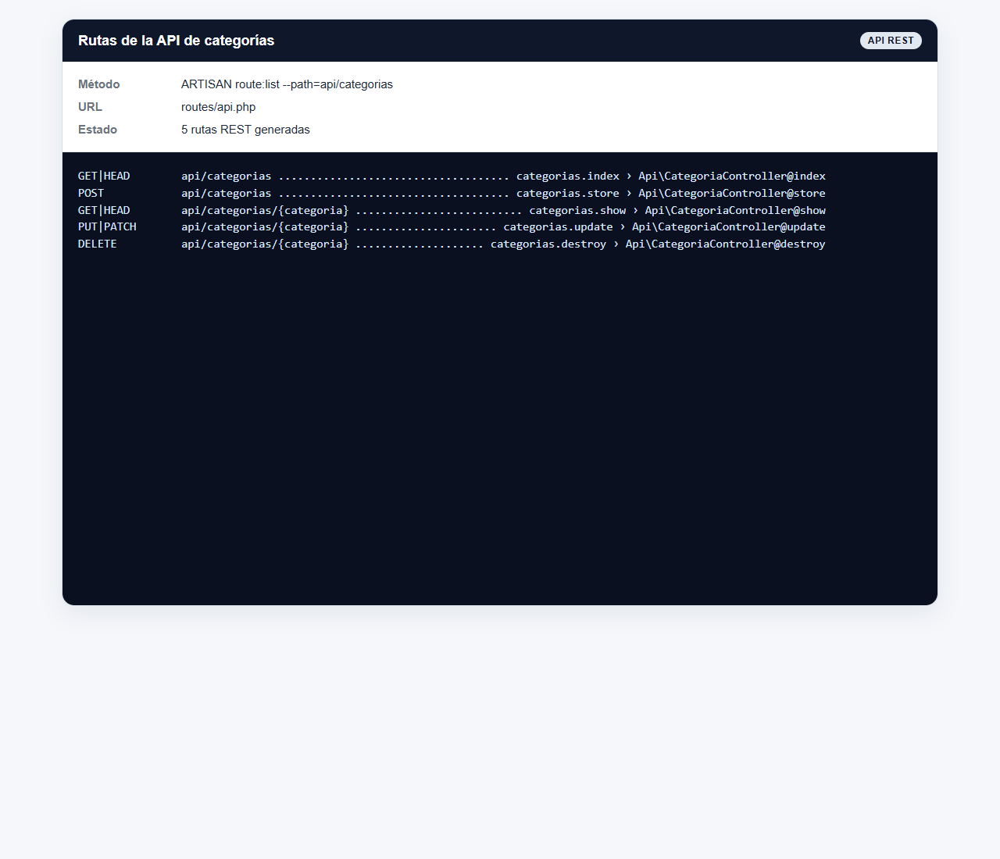 Rutas de la API de categorías
API REST
Método ARTISAN route:list --path=api/categorias
URL routes/api.php
Estado 5 rutas REST generadas
GET|HEAD api/categorias .................................... categorias.index › Api\CategoriaController@index
POST api/categorias .................................... categorias.store › Api\CategoriaController@store
GET|HEAD api/categorias/{categoria} .......................... categorias.show › Api\CategoriaController@show
PUT|PATCH api/categorias/{categoria} ...................... categorias.update › Api\CategoriaController@update
DELETE api/categorias/{categoria} .................... categorias.destroy › Api\CategoriaController@destroy